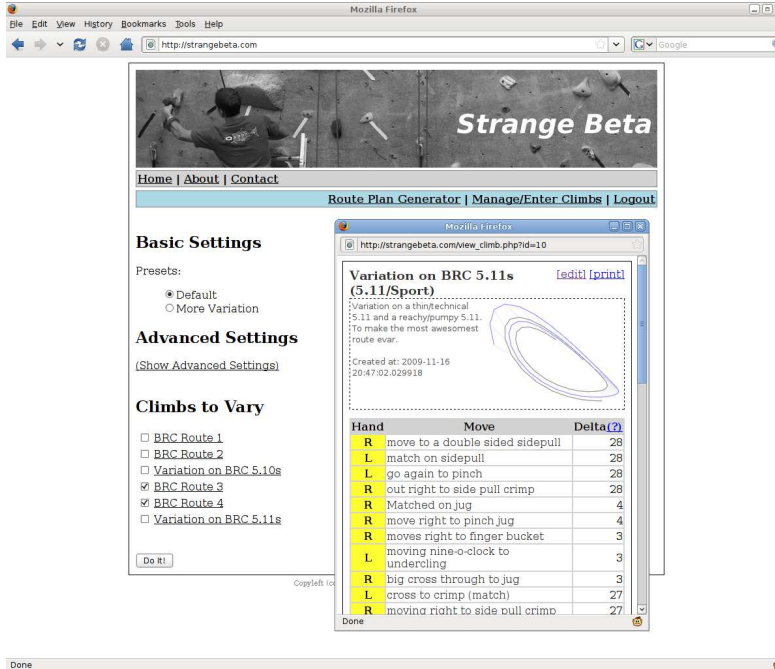 Mozilla Firefox
File Edit View History Bookmarks Tools Help
http://strangebeta.com
Google
Strange Beta
Home | About | Contact
Route Plan Generator | Manage/Enter Climbs | Logout
Basic Settings
Presets:
Default
More Variation
Advanced Settings
(Show Advanced Settings)
Climbs to Vary
BRC Route 1
BRC Route 2
Variation on BRC 5.10s
BRC Route 3
BRC Route 4
Variation on BRC 5.11s
Do It!
Copyleft
Mozilla Firefox
http://strangebeta.com/view_climb.php?id=10
Variation on BRC 5.11s [edit] [print]
(5.11/Sport)
Variation on a thin/technical
5.11 and a reachy/pumpy 5.11.
To make the most awesomest
route evar.
Created at: 2009-11-16
20:47:02.029918
Hand Move Delta(?)
R move to a double sided sidepull 28
L match on sidepull 28
L go again to pinch 28
R out right to side pull crimp 28
R Matched on jug 4
R move right to pinch jug 4
R moves right to finger bucket 3
L moving nine-o-clock to
undercling 3
R big cross through to jug 3
L cross to crimp (match) 27
R moving right to side pull crimp 27
Done
Done